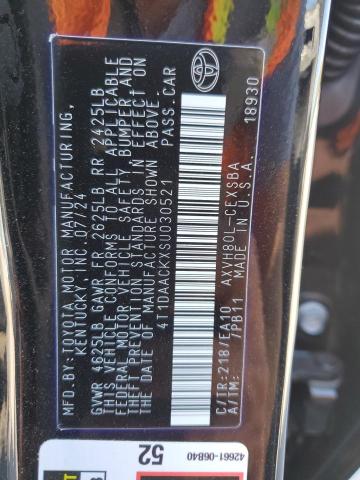 MFD.BY:TOYOTA MOTOR MANUFACTURING,
KENTUCKY, INC. 07/24
GVWR 4625LB GAWR FR 2625LB RR 2425LB
THIS VEHICLE CONFORMS TO ALL APPLICABLE
FEDERAL MOTOR VEHICLE SAFETY BUMPER, AND
THEFT PREVENTION STANDARDS IN EFFECT ON
THE DATE OF MANUFACTURE SHOWN ABOVE.
4T1DAACKXSU030521 PASS.CAR
C/TR:218/EA10 AXVH80L-CEXSBA
A/TM: /PB11 MADE IN U.S.A. 18930
42661-06B40
52